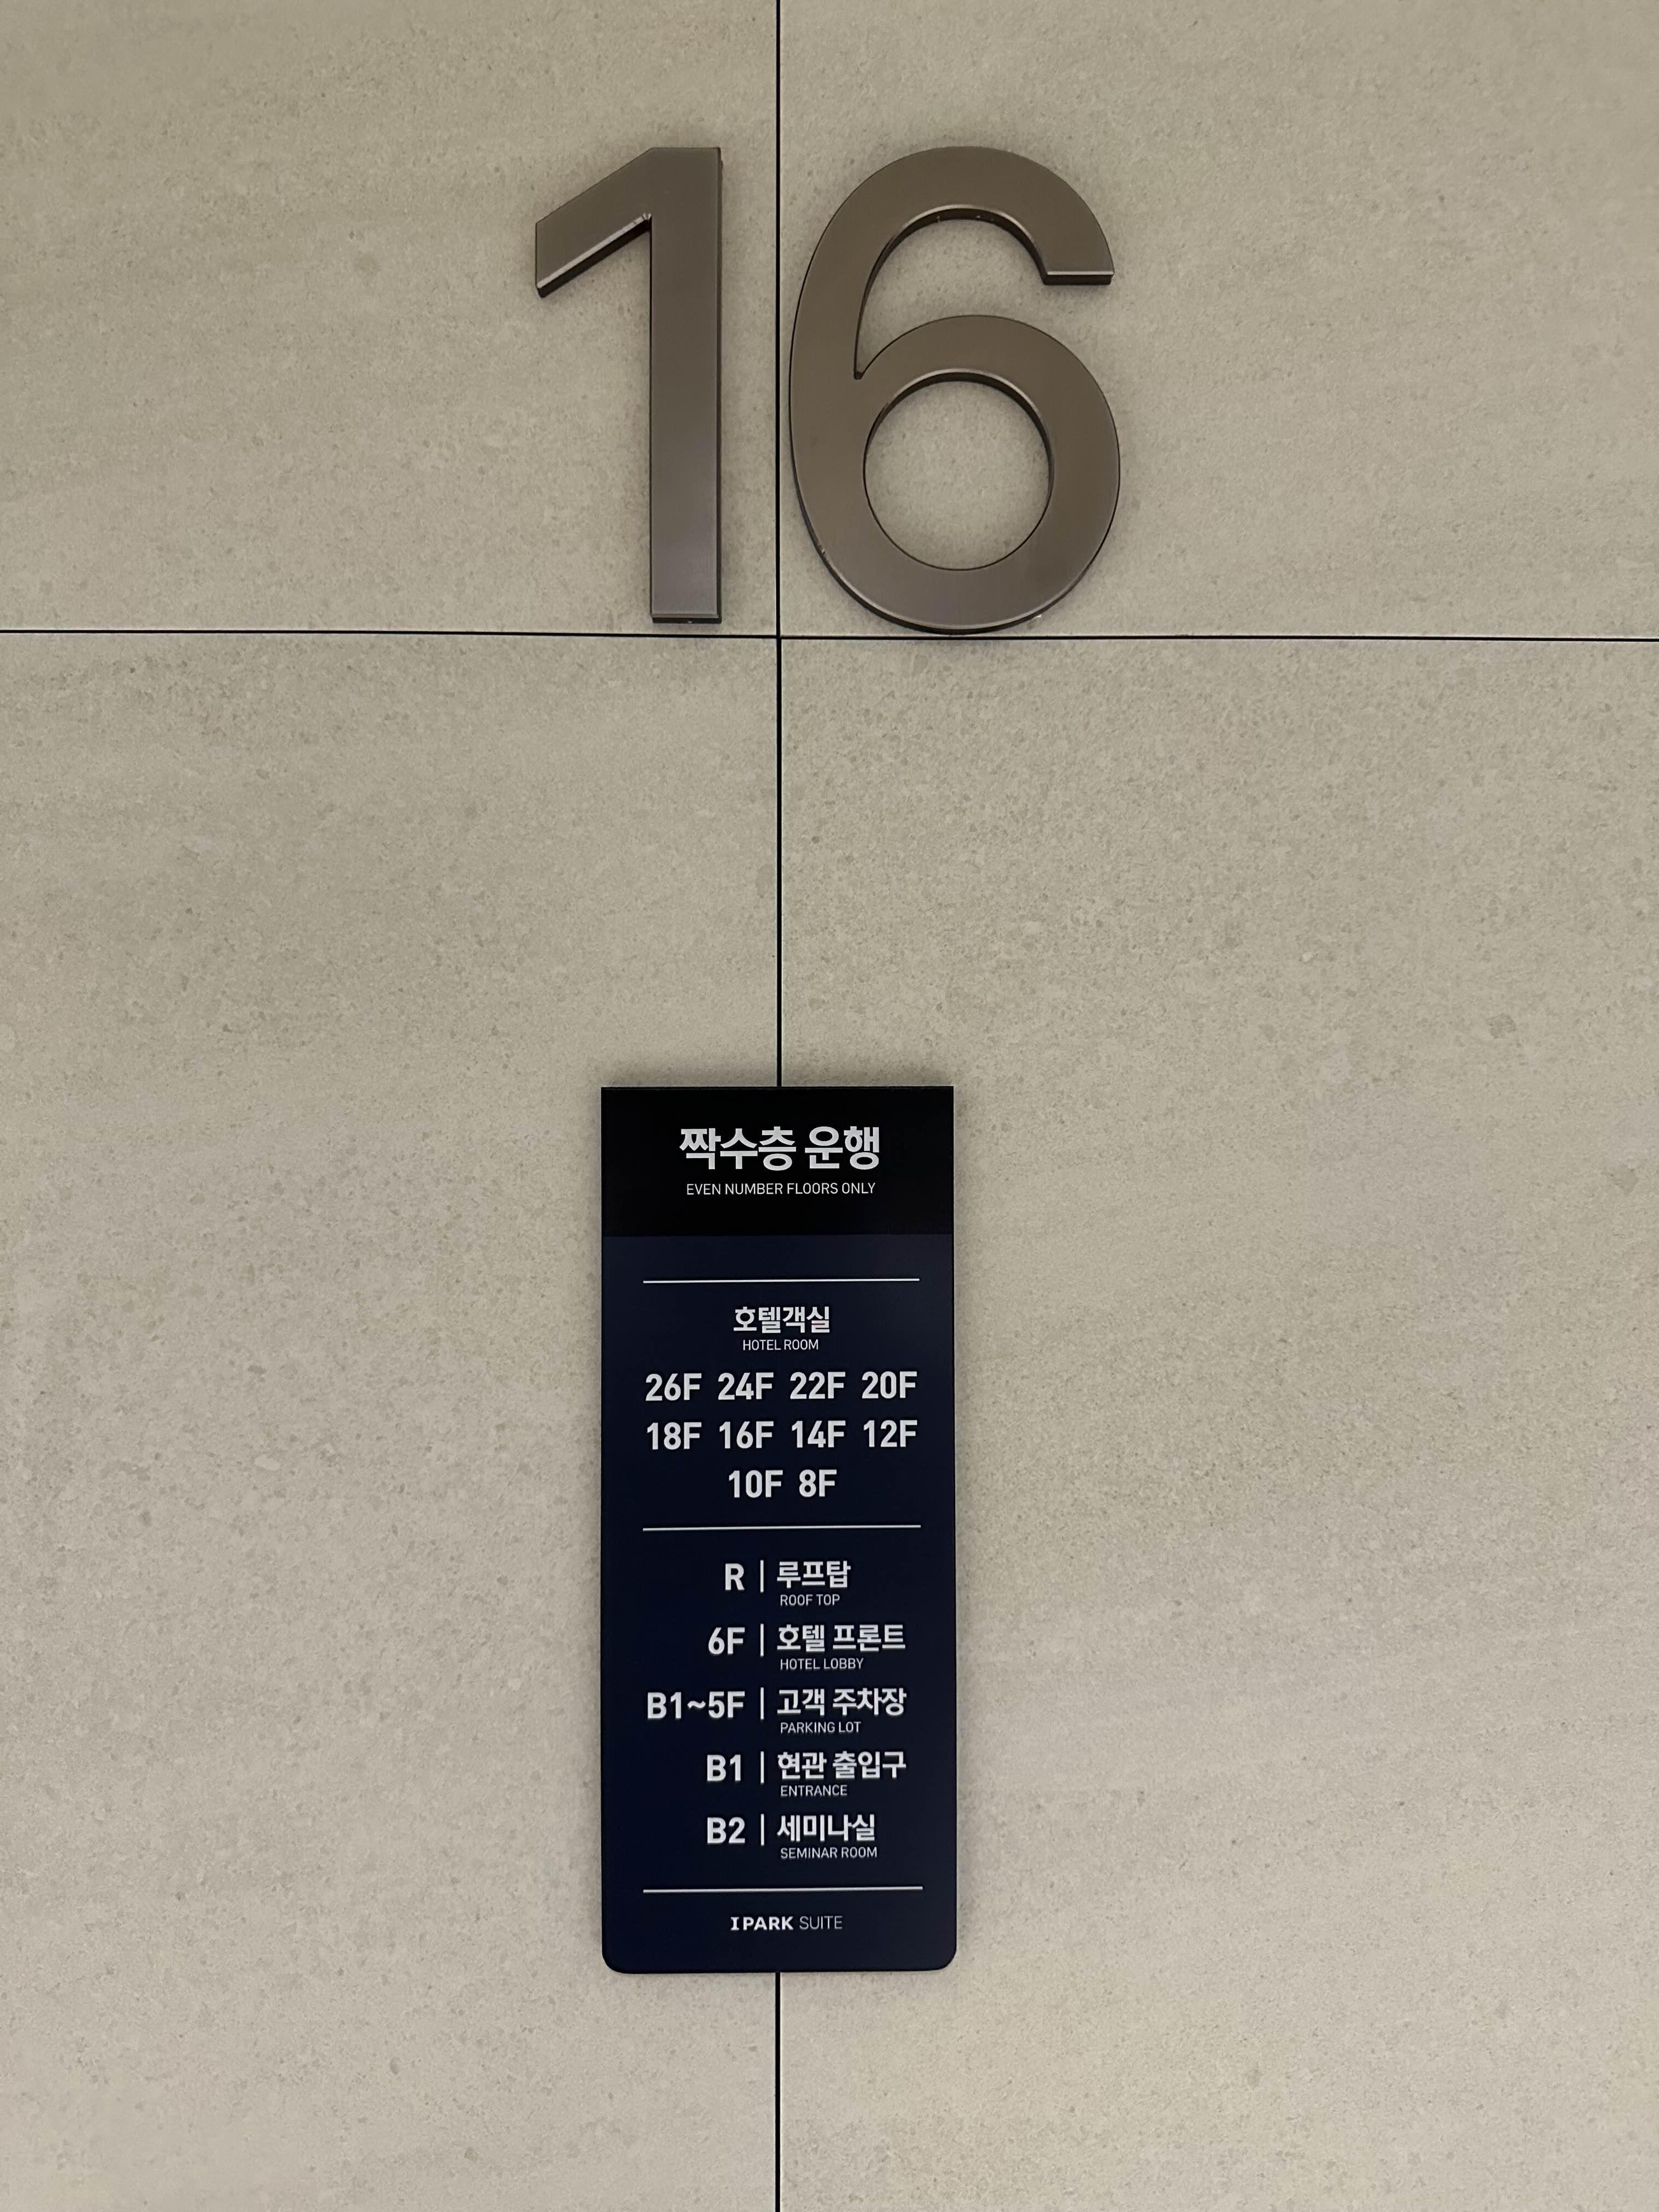 16
짝수층 운행
EVEN NUMBER FLOORS ONLY
호텔객실
HOTEL ROOM
26F 24F 22F 20F
18F 16F 14F 12F
10F 8F
R | 루프탑
ROOF TOP
6F | 호텔 프론트
HOTEL LOBBY
B1~5F | 고객 주차장
PARKING LOT
B1 | 현관 출입구
ENTRANCE
B2 | 세미나실
SEMINAR ROOM
IPARK SUITE